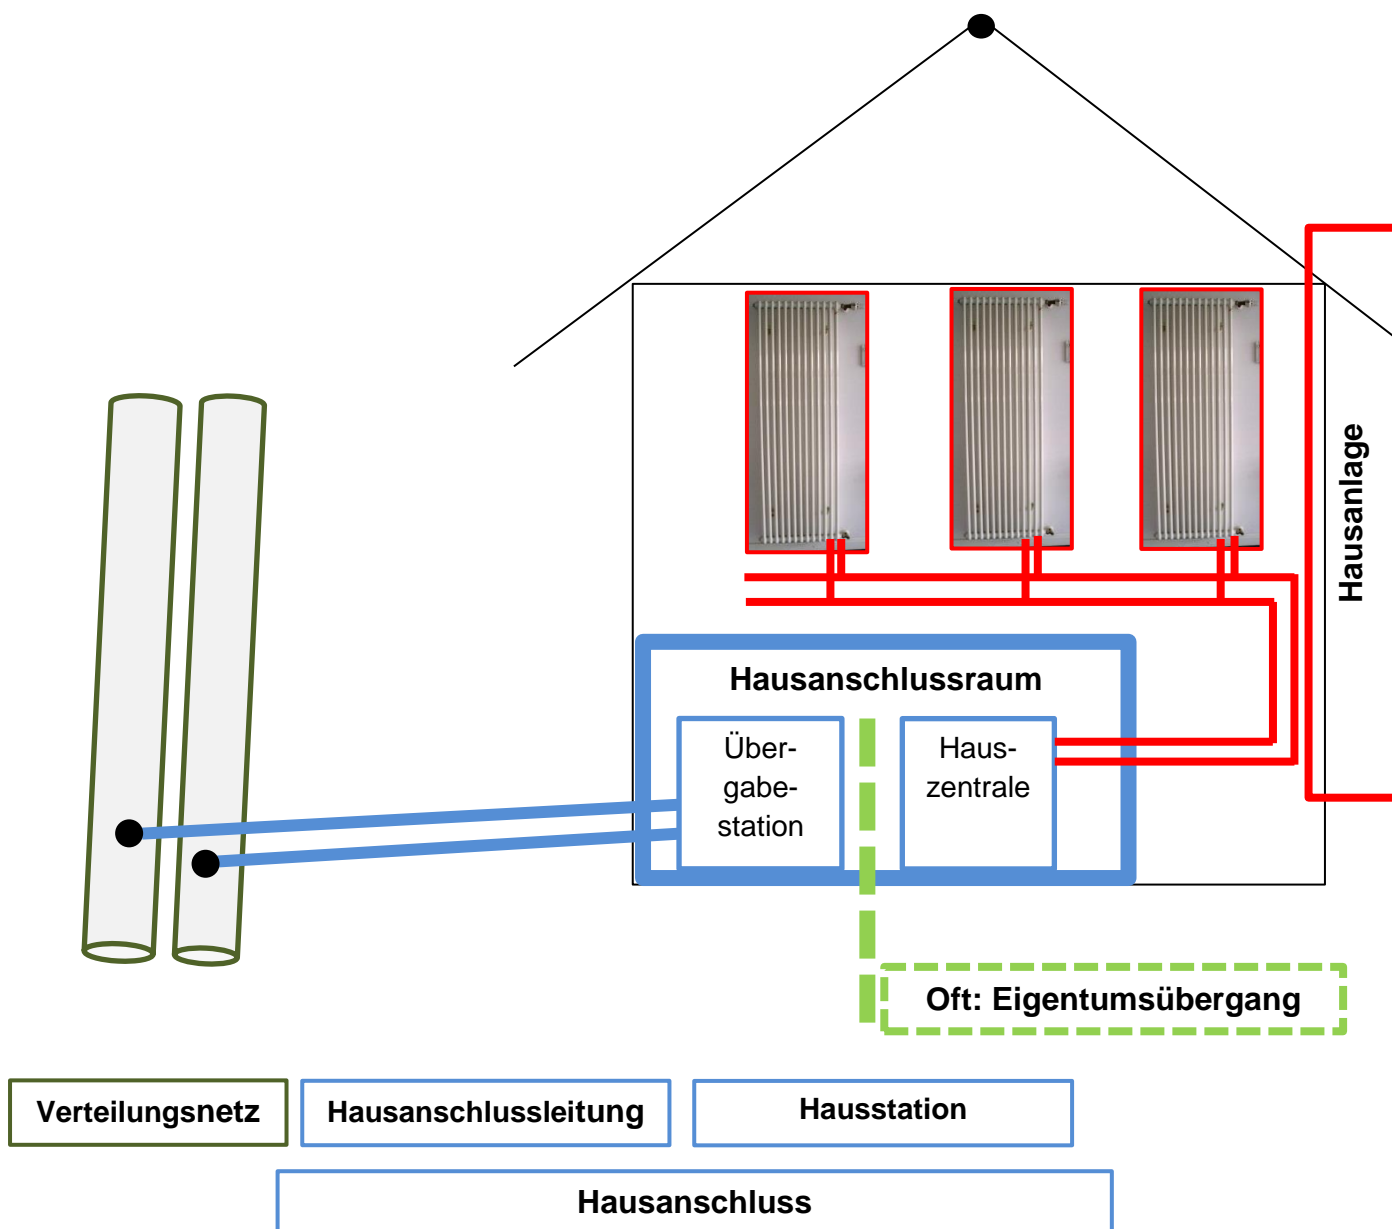 Hausanlage
Hausanschlussraum
Über-
gabe-
station
Haus-
zentrale
Oft: Eigentumsübergang
Verteilungsnetz
Hausanschlussleitung
Hausstation
Hausanschluss